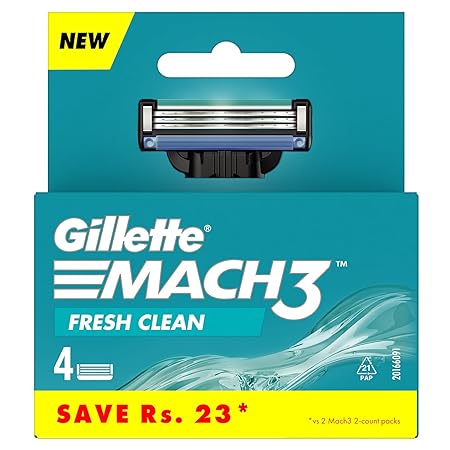 NEW
Gillette®
MACH3™
FRESH CLEAN
4
21
PAP
20166091
SAVE Rs. 23*
*vs 2 Mach3 2-count packs